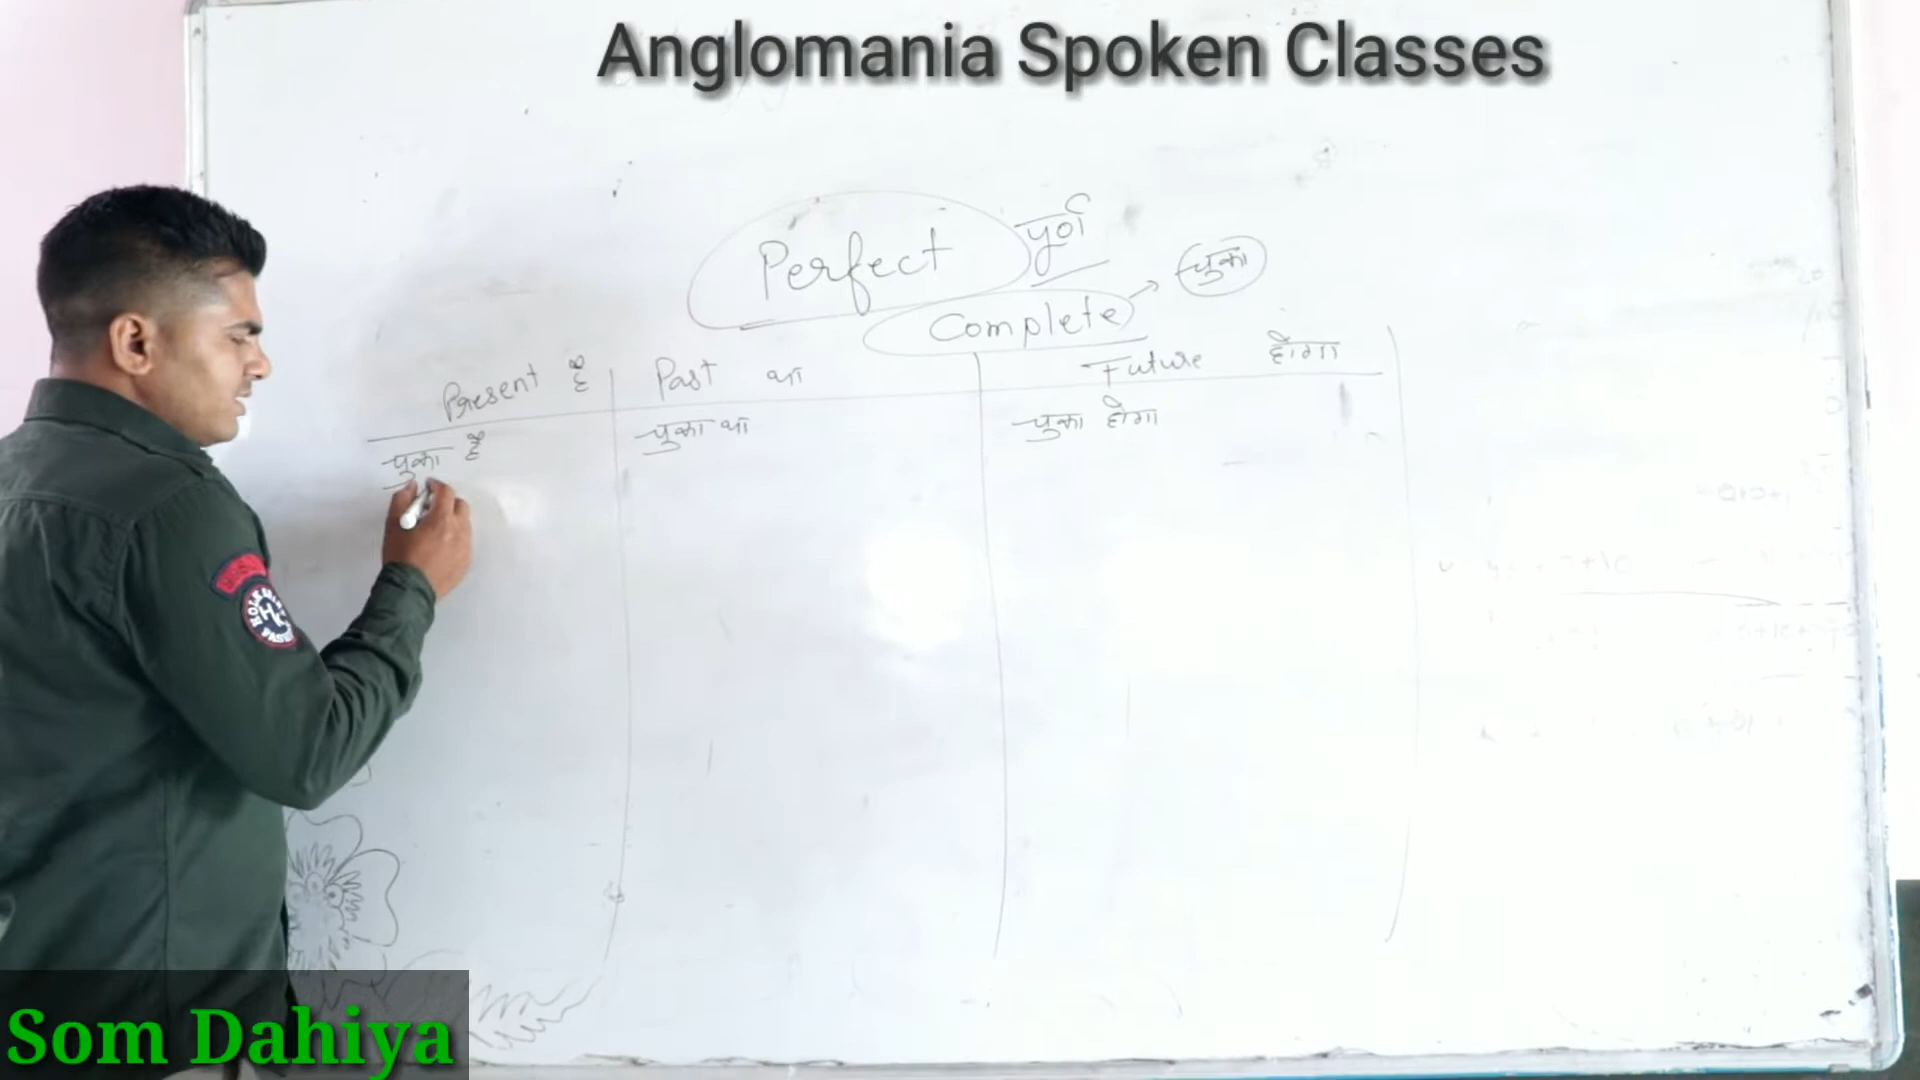 Anglomania Spoken Classes
Perfect पूर्ण
Complete → चुका
Present है Past था Future होगा
चुका है चुका था चुका होगा
Som Dahiya